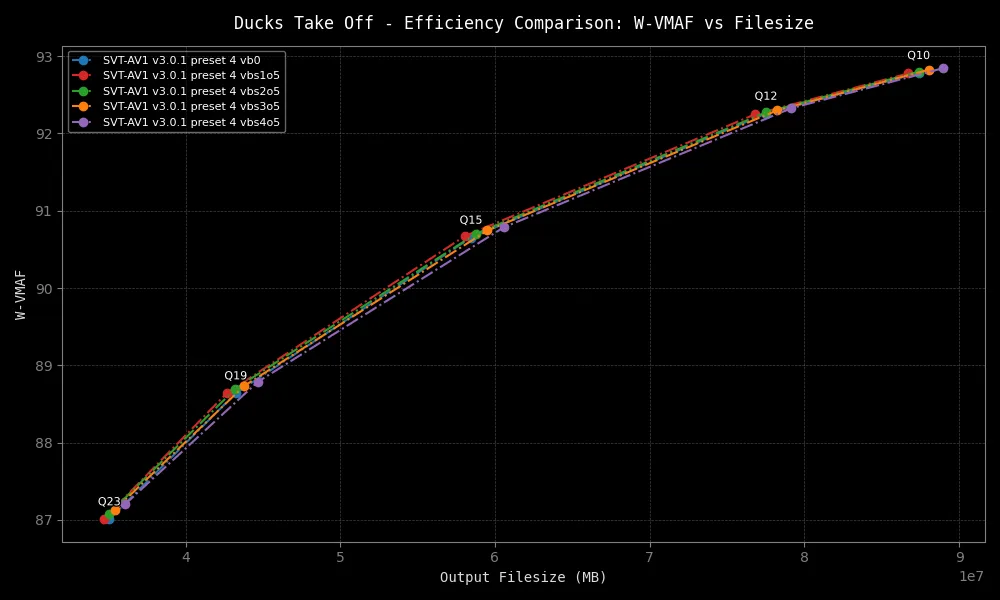 Ducks Take Off - Efficiency Comparison: W-VMAF vs Filesize
SVT-AV1 v3.0.1 preset 4 vb0
SVT-AV1 v3.0.1 preset 4 vbs1o5
SVT-AV1 v3.0.1 preset 4 vbs2o5
SVT-AV1 v3.0.1 preset 4 vbs3o5
SVT-AV1 v3.0.1 preset 4 vbs4o5
Q10
Q12
Q15
Q19
Q23
93
92
91
90
89
88
87
W-VMAF
4 5 6 7 8 9
1e7
Output Filesize (MB)